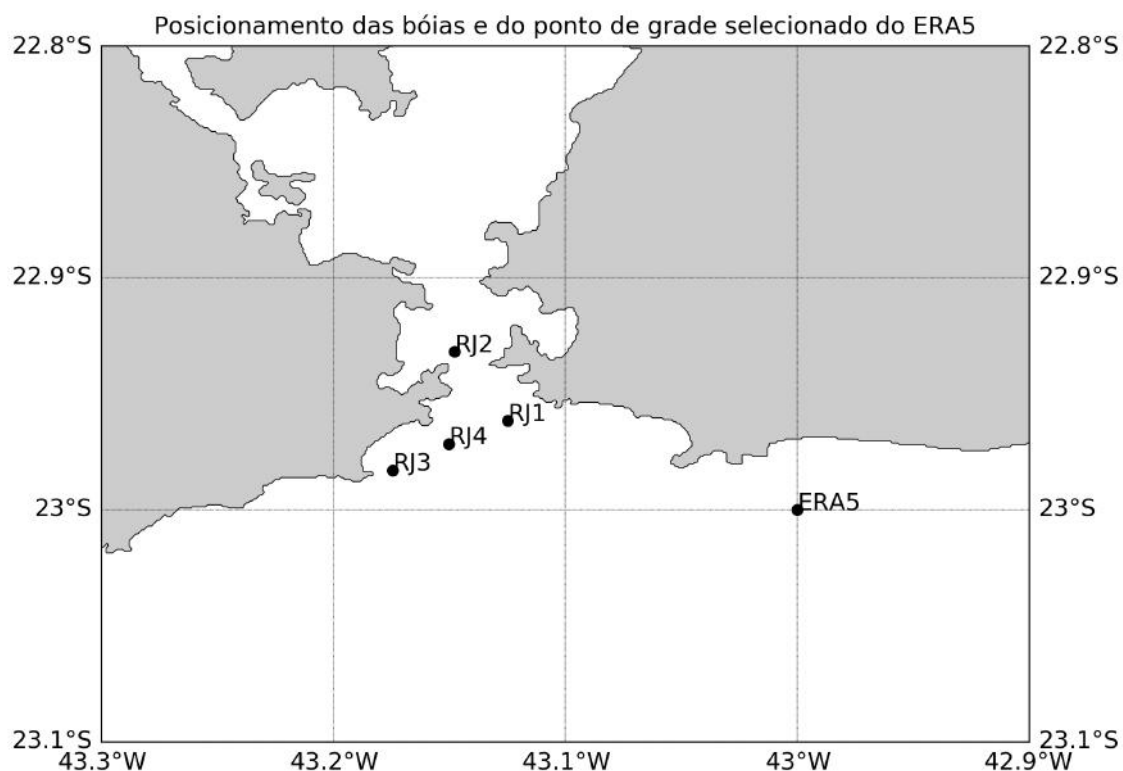 Posicionamento das bóias e do ponto de grade selecionado do ERA5
22.8°S
22.8°S
22.9°S
22.9°S
RJ2
RJ1
RJ4
RJ3
23°S
ERA5
23°S
23.1°S
23.1°S
43.3°W
43.2°W
43.1°W
43°W
42.9°W